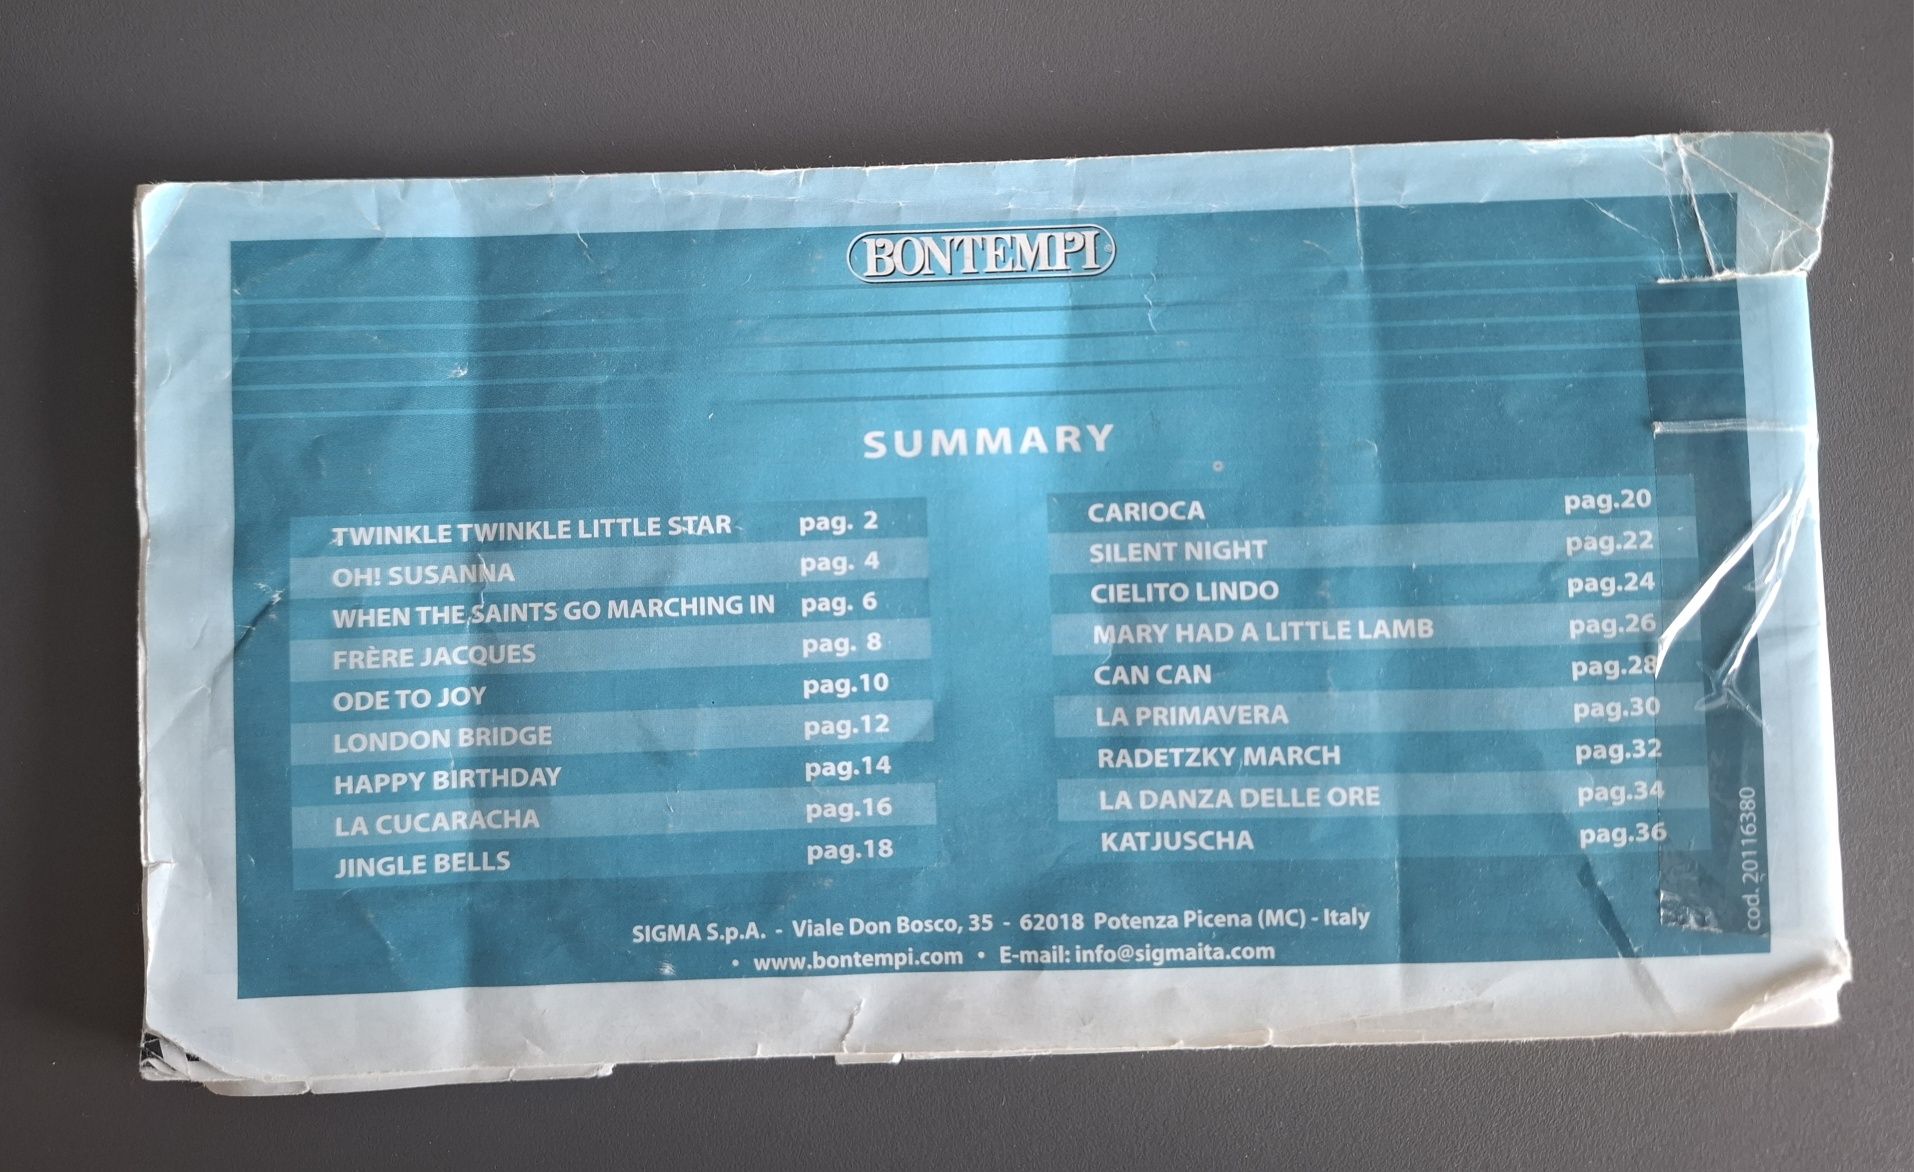 BONTEMPI
SUMMARY
TWINKLE TWINKLE LITTLE STAR pag. 2
OH! SUSANNA pag. 4
WHEN THE SAINTS GO MARCHING IN pag. 6
FRÈRE JACQUES pag. 8
ODE TO JOY pag.10
LONDON BRIDGE pag.12
HAPPY BIRTHDAY pag.14
LA CUCARACHA pag.16
JINGLE BELLS pag.18
CARIOCA pag.20
SILENT NIGHT pag.22
CIELITO LINDO pag.24
MARY HAD A LITTLE LAMB pag.26
CAN CAN pag.28
LA PRIMAVERA pag.30
RADETZKY MARCH pag.32
LA DANZA DELLE ORE pag.34
KATJUSCHA pag.36
SIGMA S.p.A. - Viale Don Bosco, 35 - 62018 Potenza Picena (MC) - Italy
• www.bontempi.com • E-mail: info@sigmaita.com
cod. 20116380